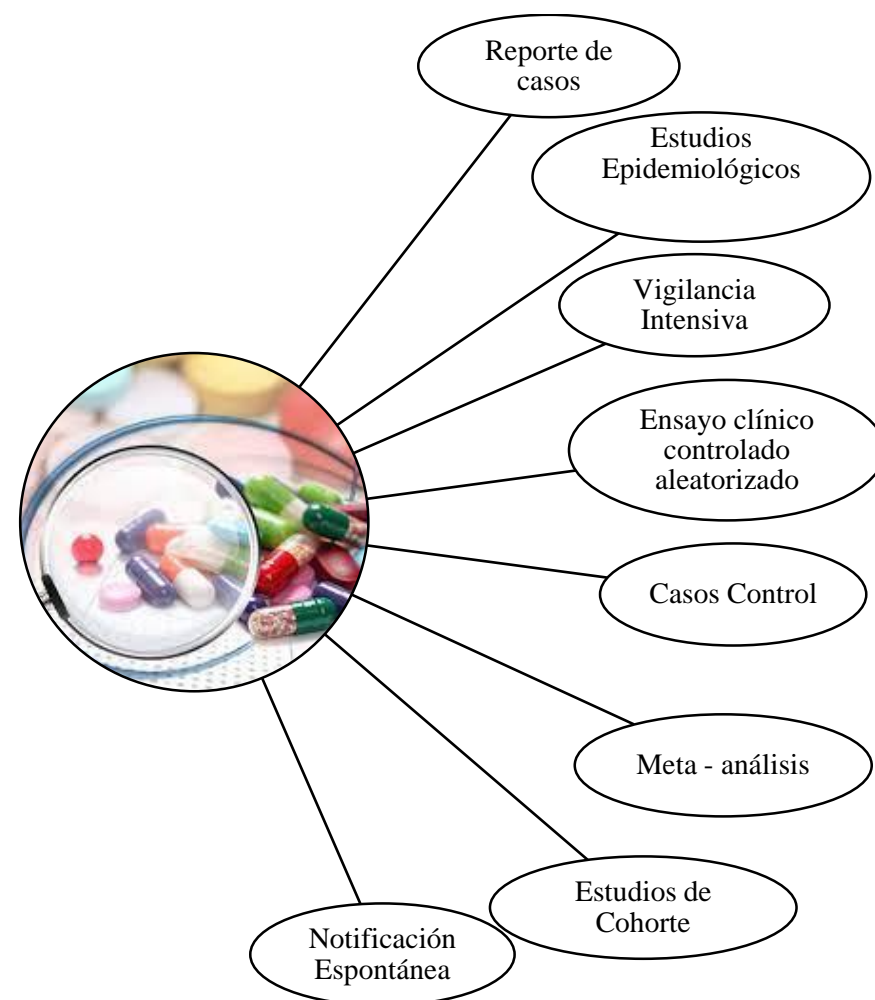 Reporte de
casos
Estudios
Epidemiológicos
Vigilancia
Intensiva
Ensayo clínico
controlado
aleatorizado
Casos Control
Meta - análisis
Estudios de
Cohorte
Notificación
Espontánea